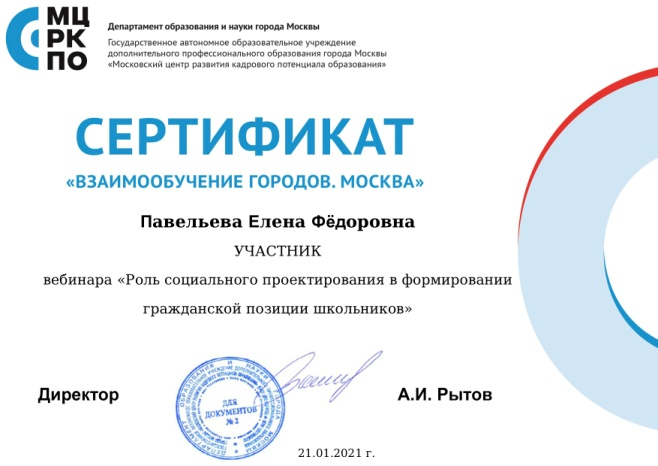 МЦ
РК
ПО
Департамент образования и науки города Москвы
Государственное автономное образовательное учреждение
дополнительного профессионального образования города Москвы
«Московский центр развития кадрового потенциала образования»
СЕРТИФИКАТ
«ВЗАИМООБУЧЕНИЕ ГОРОДОВ. МОСКВА»
Павельева Елена Фёдоровна
УЧАСТНИК
вебинара «Роль социального проектирования в формировании
гражданской позиции школьников»
Директор
ДЛЯ
ДОКУМЕНТОВ
№2
А.И. Рытов
21.01.2021 г.